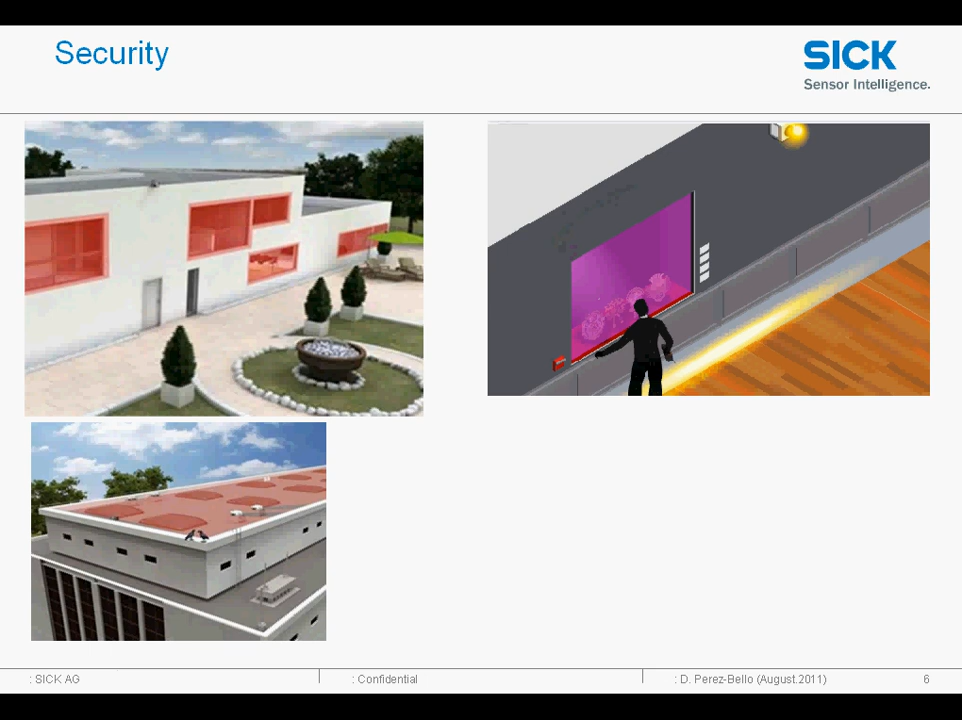 Security
SICK
Sensor Intelligence.
: SICK AG
: Confidential
: D. Perez-Bello (August.2011)
6